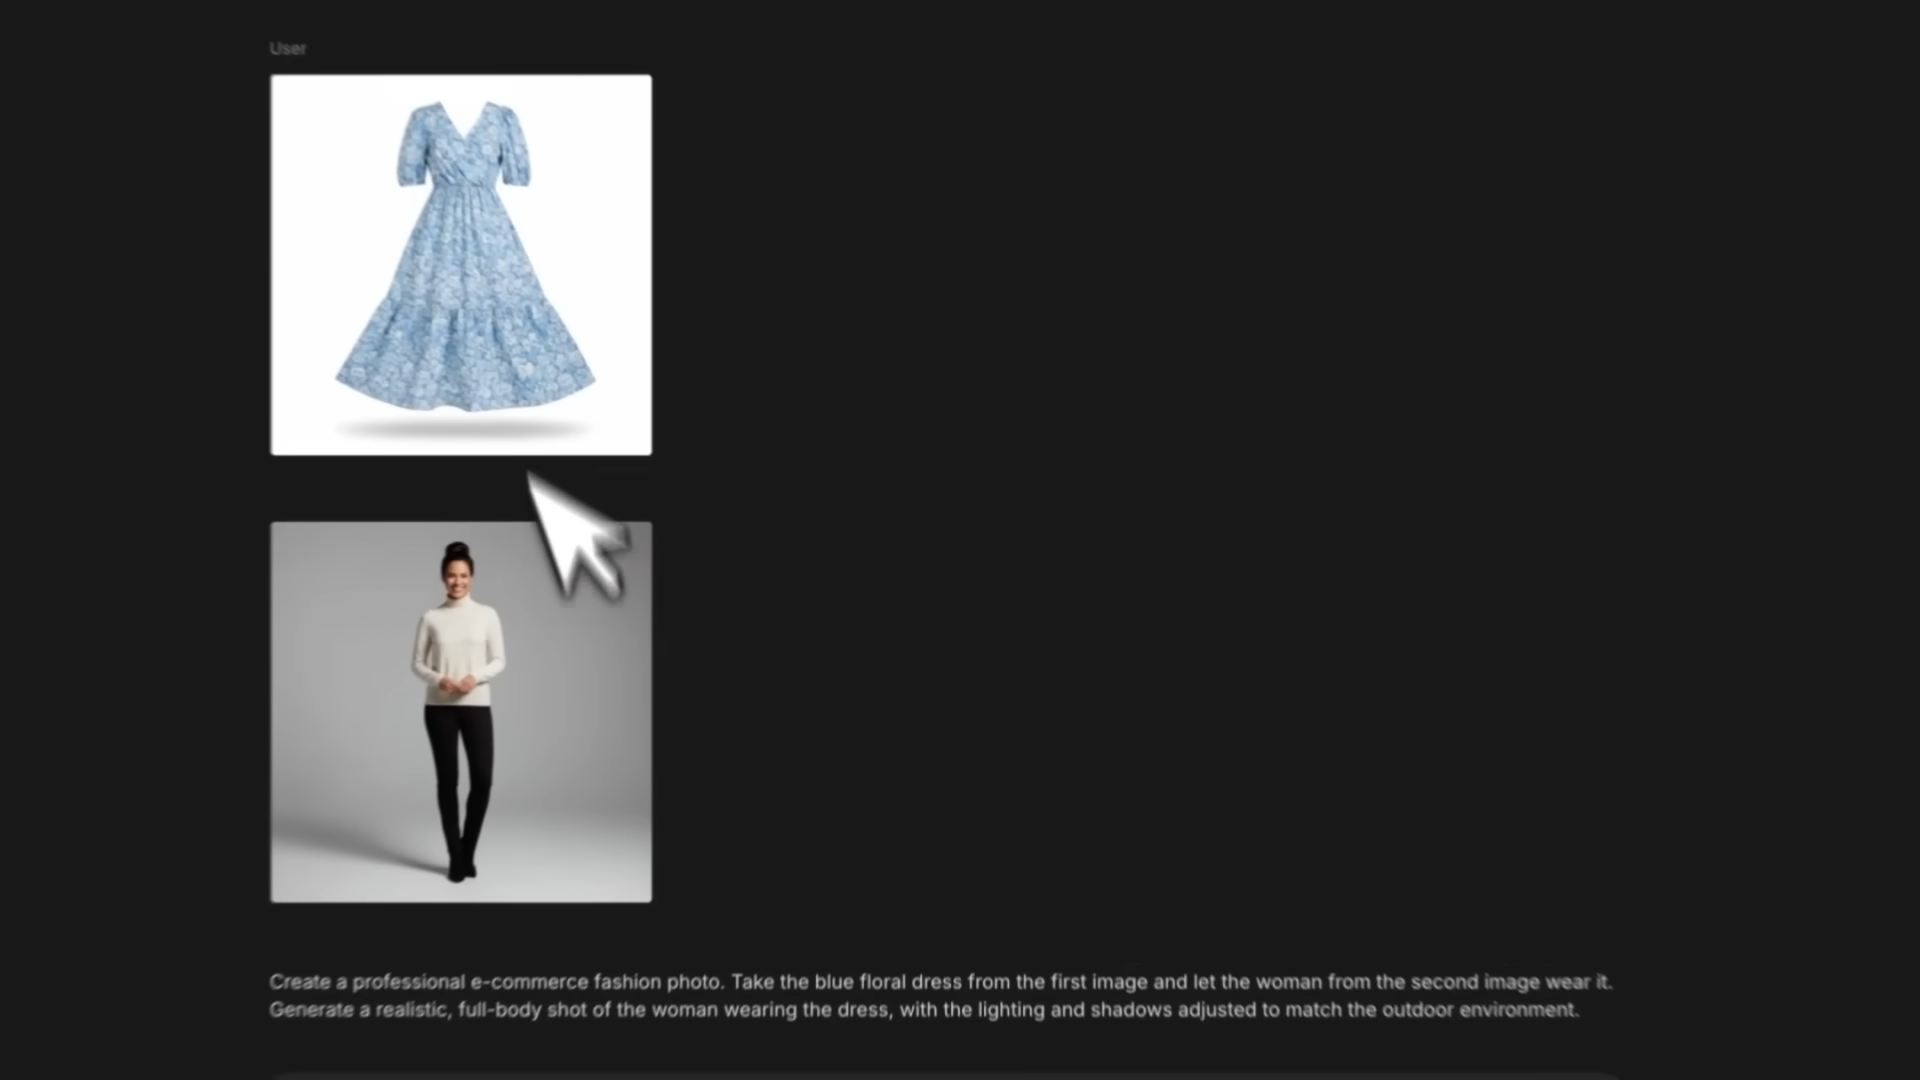 User
Create a professional e-commerce fashion photo. Take the blue floral dress from the first image and let the woman from the second image wear it.
Generate a realistic, full-body shot of the woman wearing the dress, with the lighting and shadows adjusted to match the outdoor environment.